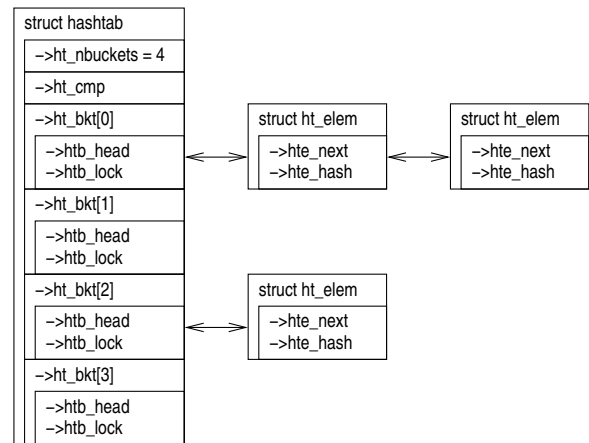 struct hashtab
−>ht_nbuckets = 4
−>ht_cmp
−>ht_bkt[0]
−>htb_head
−>htb_lock
struct ht_elem
−>hte_next
−>hte_hash
struct ht_elem
−>hte_next
−>hte_hash
−>ht_bkt[1]
−>htb_head
−>htb_lock
−>ht_bkt[2]
−>htb_head
−>htb_lock
struct ht_elem
−>hte_next
−>hte_hash
−>ht_bkt[3]
−>htb_head
−>htb_lock